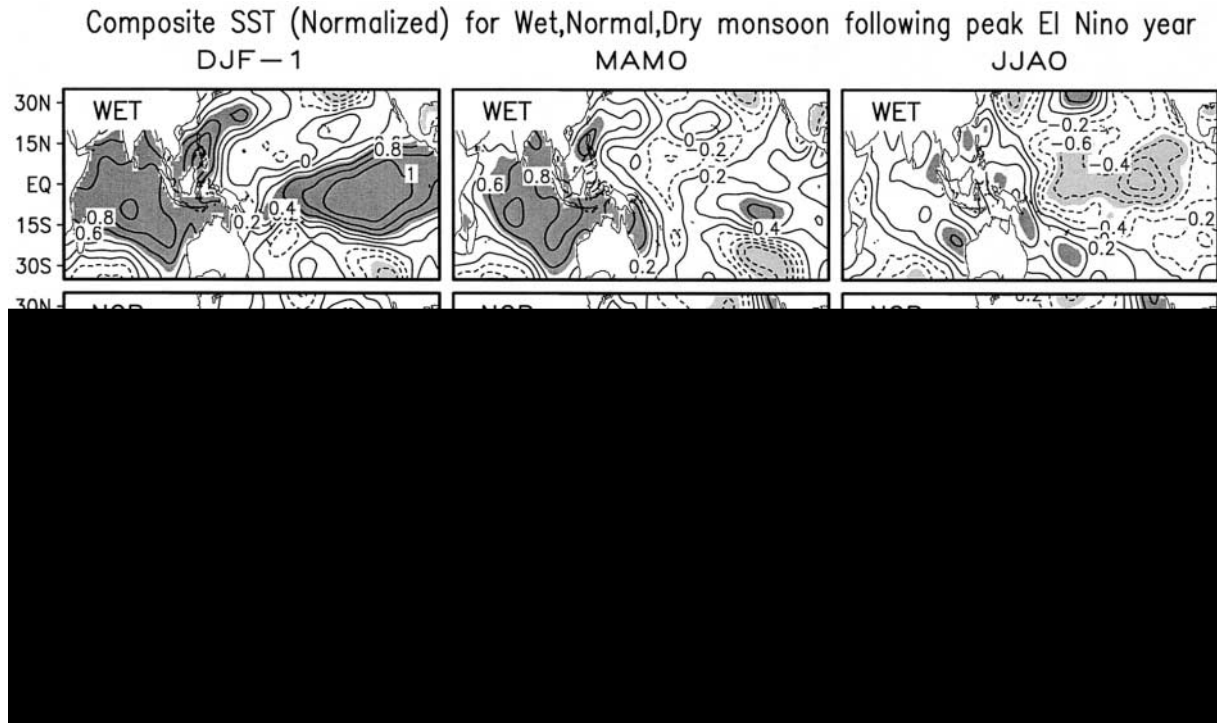 Composite SST (Normalized) for Wet,Normal,Dry monsoon following peak El Nino year
DJF-1 MAM0 JJA0
30N WET WET WET
15N
EQ
15S
30S
0.8
0
1
0.8
0.6
0.2
0.4
0
-0.2
0.6
0.8
0.2
0.4
0.2
-0.2
-0.6
-0.4
-0.2
-0.4
0.2
30N